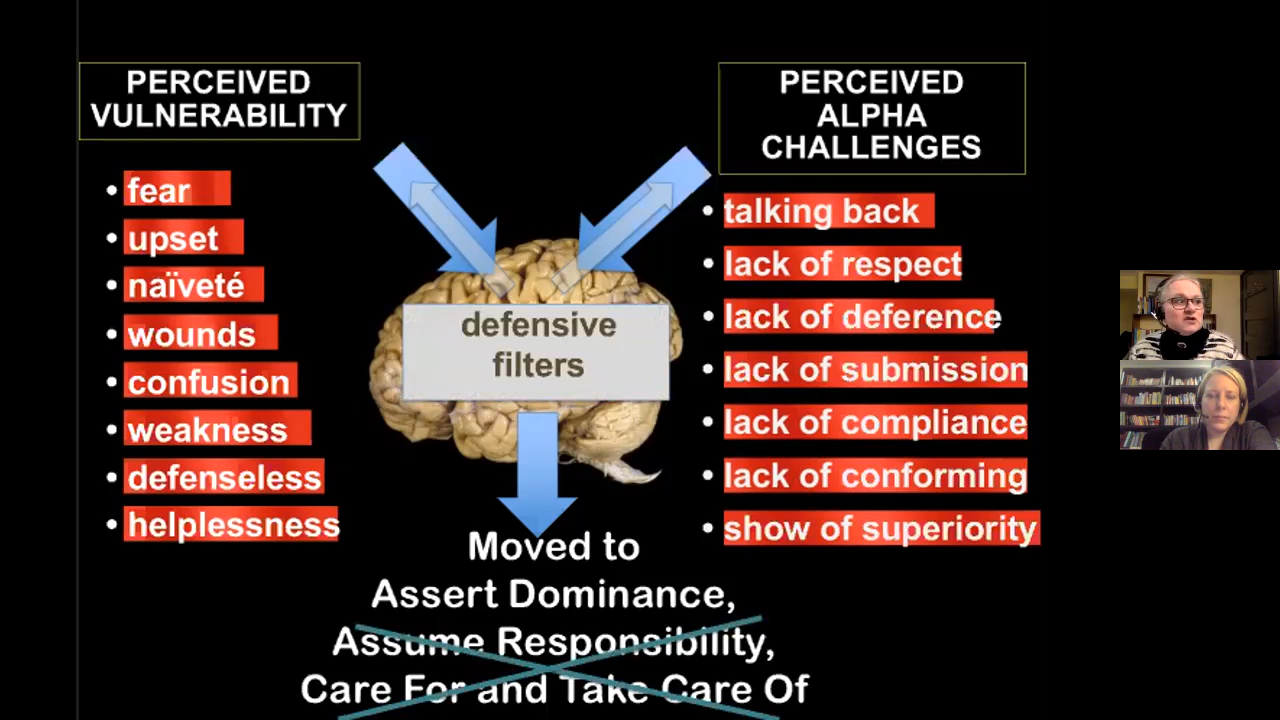 PERCEIVED
VULNERABILITY
• fear
• upset
• naïveté
• wounds
• confusion
• weakness
• defenseless
• helplessness
defensive
filters
PERCEIVED
ALPHA
CHALLENGES
• talking back
• lack of respect
• lack of deference
• lack of submission
• lack of compliance
• lack of conforming
• show of superiority
Moved to
Assert Dominance,
Assume Responsibility,
Care For and Take Care Of